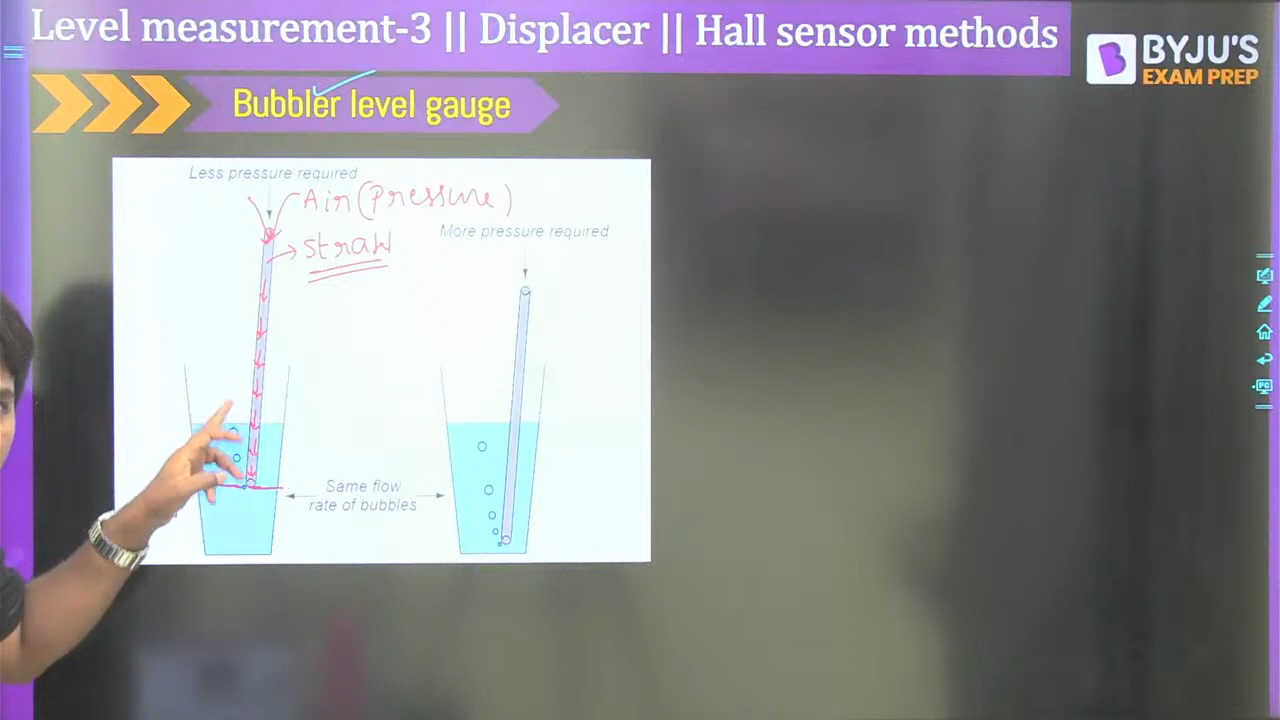 Level measurement-3 || Displacer || Hall sensor methods
BYJU'S
EXAM PREP
Bubbler level gauge
Less pressure required
Air (Pressure)
Straw
More pressure required
Same flow
rate of bubbles
PC